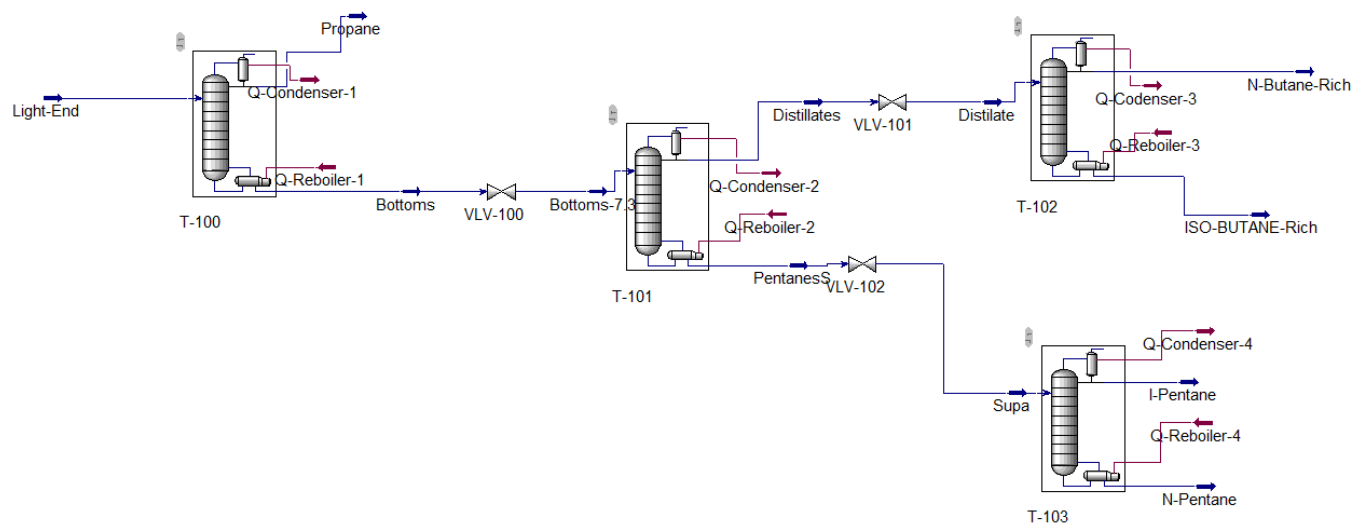 Propane
Light-End
Q-Condenser-1
Q-Reboiler-1
T-100
Bottoms
VLV-100
Bottoms-7.3
Q-Condenser-2
Q-Reboiler-2
T-101
Distillates
VLV-101
Distilate
PentanesS
VLV-102
Q-Codenser-3
Q-Reboiler-3
T-102
N-Butane-Rich
ISO-BUTANE-Rich
Supa
Q-Condenser-4
I-Pentane
Q-Reboiler-4
N-Pentane
T-103